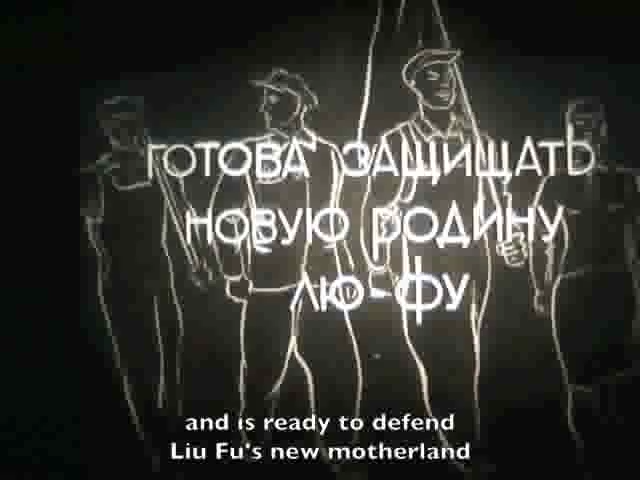 ГОТОВА ЗАЩИЩАТЬ
НОВУЮ РОДИНУ
ЛЮ-ФУ
and is ready to defend
Liu Fu's new motherland